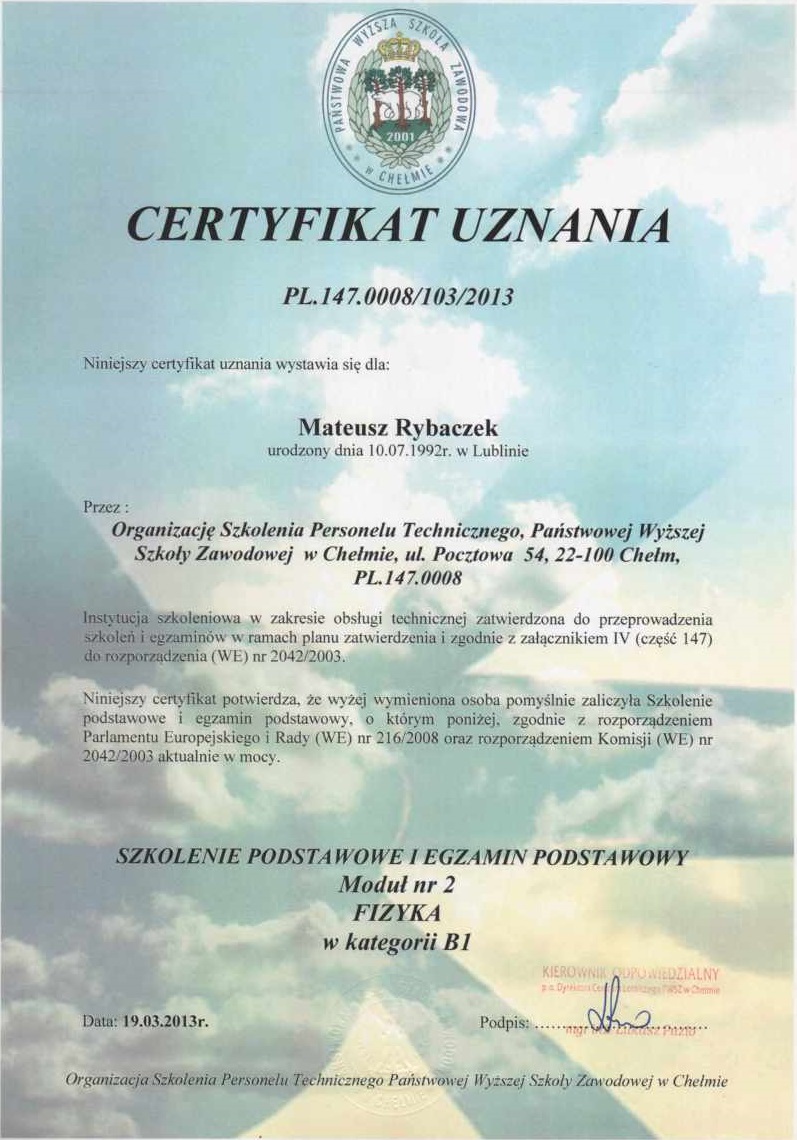 PAŃSTWOWA WYŻSZA SZKOŁA ZAWODOWA
W CHEŁMIE
2001
CERTYFIKAT UZNANIA
PL.147.0008/103/2013
Niniejszy certyfikat uznania wystawia się dla:
Mateusz Rybaczek
urodzony dnia 10.07.1992r. w Lublinie
Przez :
Organizację Szkolenia Personelu Technicznego, Państwowej Wyższej
Szkoły Zawodowej w Chełmie, ul. Pocztowa 54, 22-100 Chełm,
PL.147.0008
Instytucja szkoleniowa w zakresie obsługi technicznej zatwierdzona do przeprowadzenia
szkoleń i egzaminów w ramach planu zatwierdzenia i zgodnie z załącznikiem IV (część 147)
do rozporządzenia (WE) nr 2042/2003.
Niniejszy certyfikat potwierdza, że wyżej wymieniona osoba pomyślnie zaliczyła Szkolenie
podstawowe i egzamin podstawowy, o którym poniżej, zgodnie z rozporządzeniem
Parlamentu Europejskiego i Rady (WE) nr 216/2008 oraz rozporządzeniem Komisji (WE) nr
2042/2003 aktualnie w mocy.
SZKOLENIE PODSTAWOWE I EGZAMIN PODSTAWOWY
Moduł nr 2
FIZYKA
w kategorii B1
KIEROWNIK ODPOWIEDZIALNY
p.o. Dyrektora PWSZ w Chełmie
Data: 19.03.2013r.
Podpis:
mgr
Organizacja Szkolenia Personelu Technicznego Państwowej Wyższej Szkoły Zawodowej w Chełmie